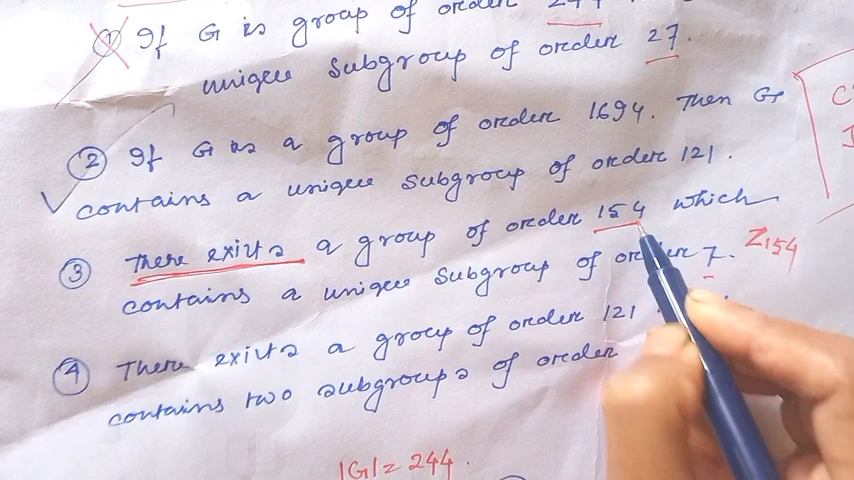 ① If G is group of order 244
unique subgroup of order 27.
② If G is a group of order 1694. Then G
contains a unique subgroup of order 121.
③ There exists a group of order 154 which
contains a unique subgroup of order 7. Z154
④ There exists a group of order 121
contains two subgroups of order
|G| = 244.